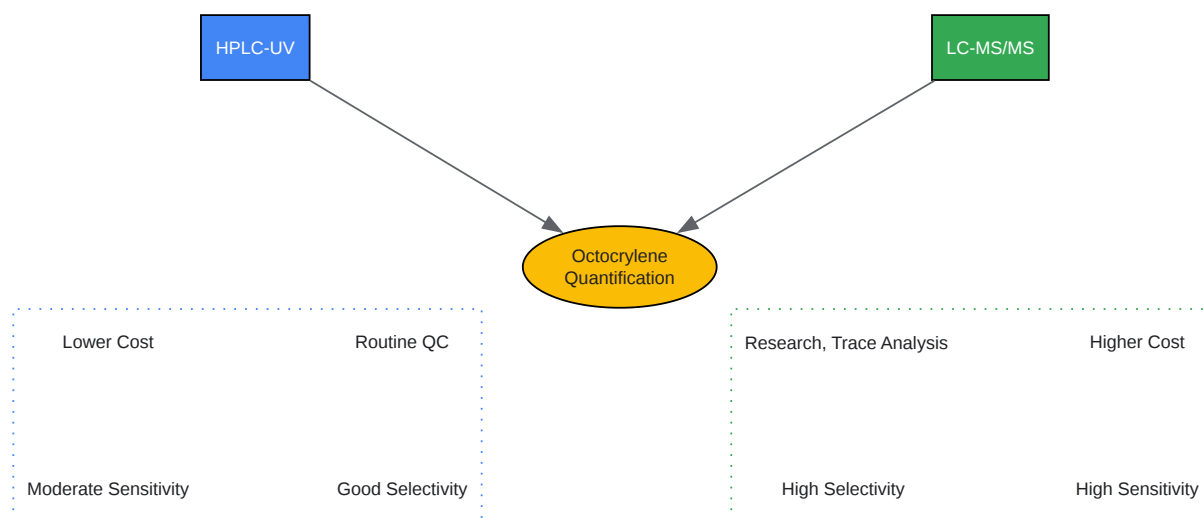 HPLC-UV
LC-MS/MS
Octocrylene
Quantification
Lower Cost
Routine QC
Research, Trace Analysis
Higher Cost
Moderate Sensitivity
Good Selectivity
High Selectivity
High Sensitivity